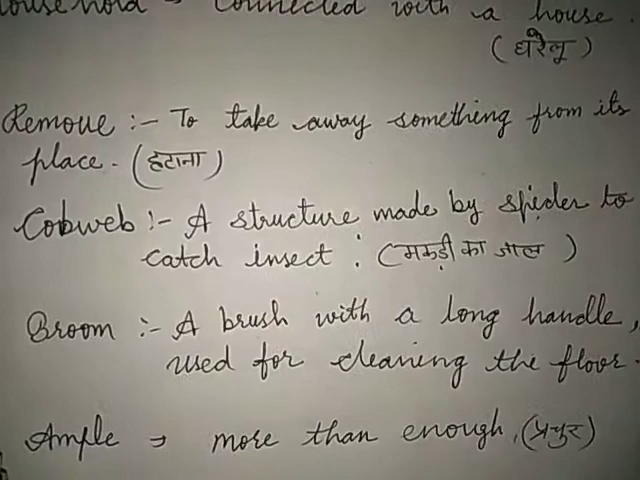 Household - Connected with a house.
(घरेलू)
Remove :- To take away something from its
place. (हटाना)
Cobweb :- A structure made by spider to
catch insect : (मकड़ी का जाल)
Broom :- A brush with a long handle,
used for cleaning the floor.
Ample → more than enough, (प्रचुर)